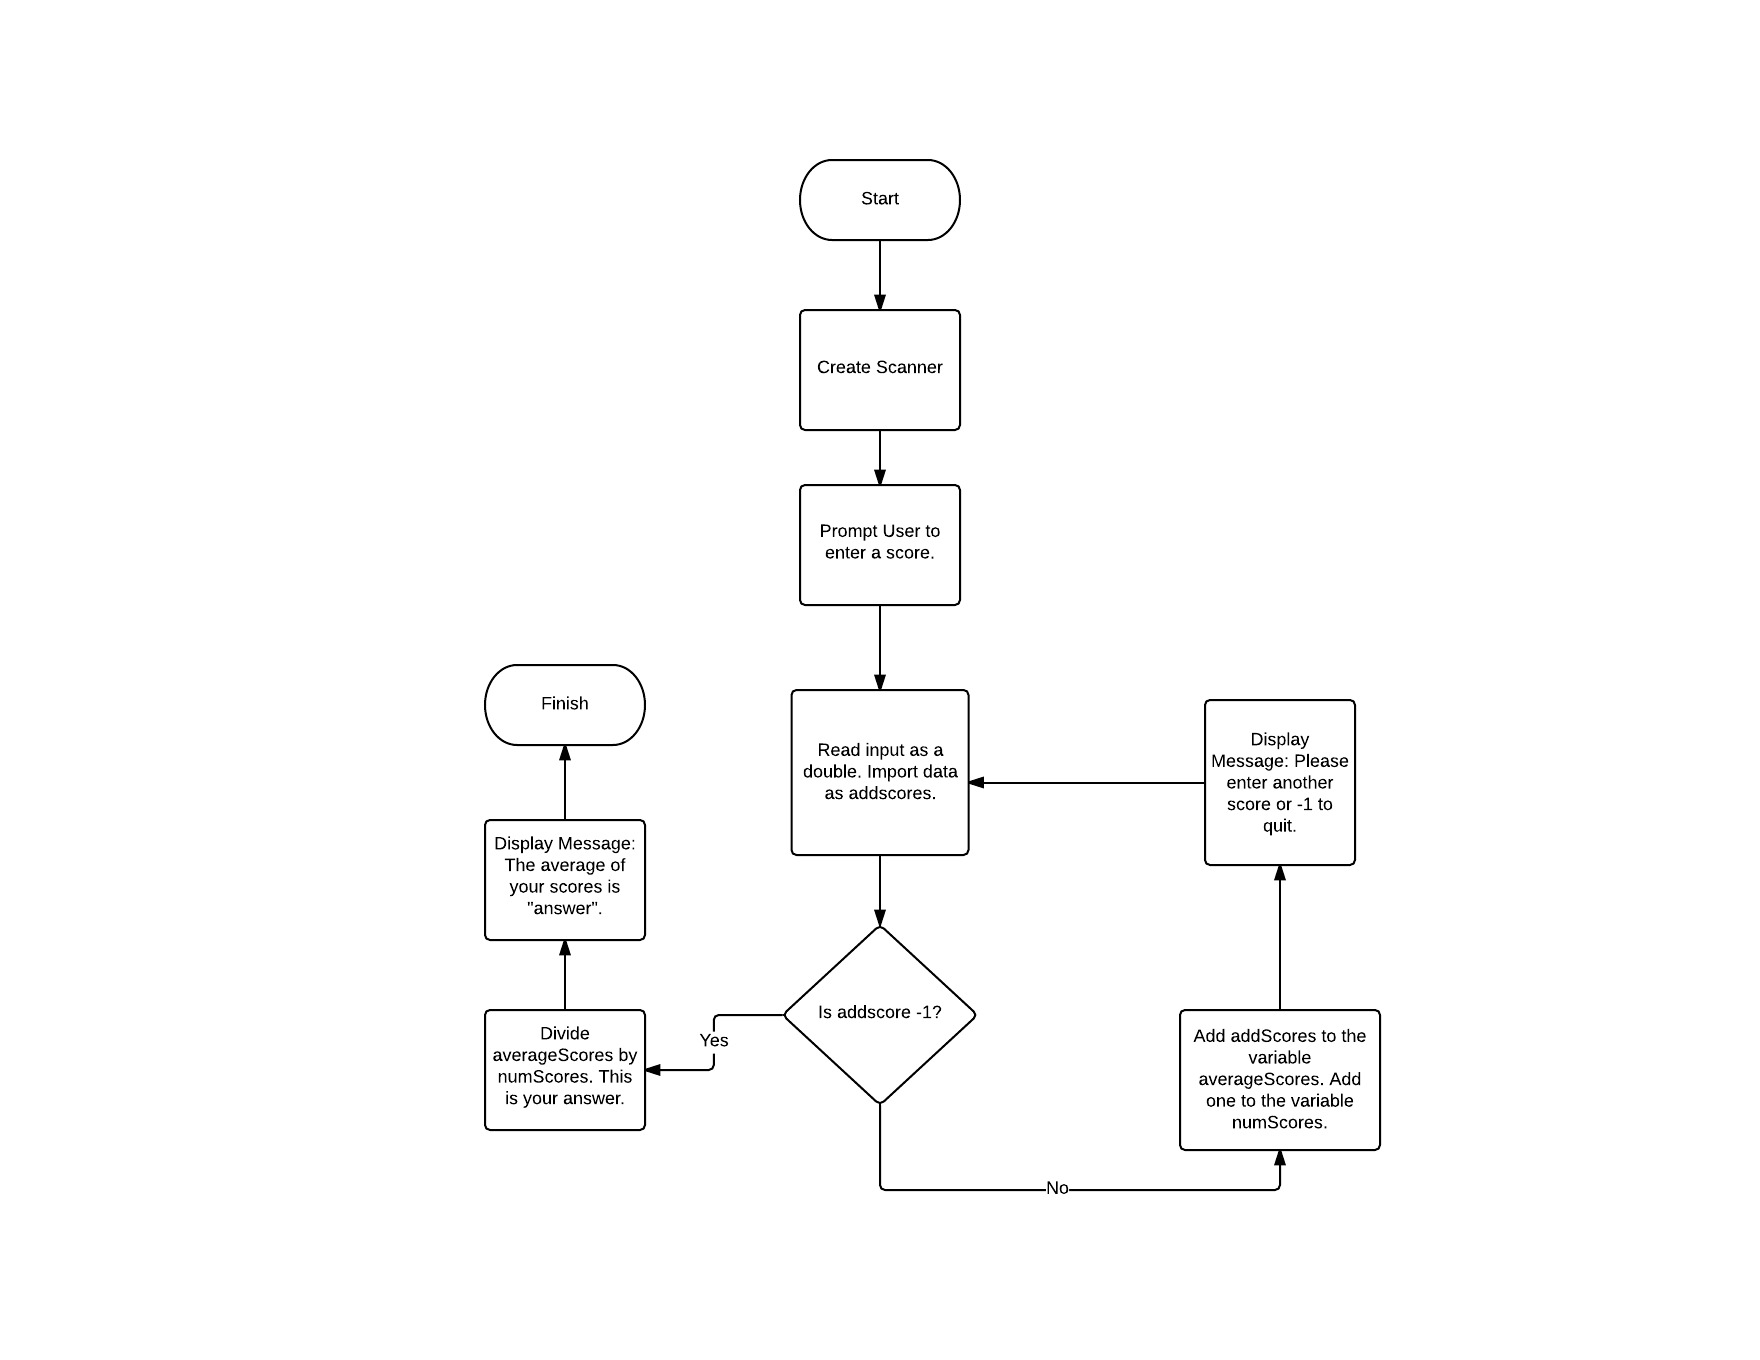 Start
Create Scanner
Prompt User to
enter a score.
Read input as a
double. Import data
as addscores.
Is addscore -1?
Yes
Divide
averageScores by
numScores. This
is your answer.
Display Message:
The average of
your scores is
"answer".
Finish
No
Add addScores to the
variable
averageScores. Add
one to the variable
numScores.
Display
Message: Please
enter another
score or -1 to
quit.